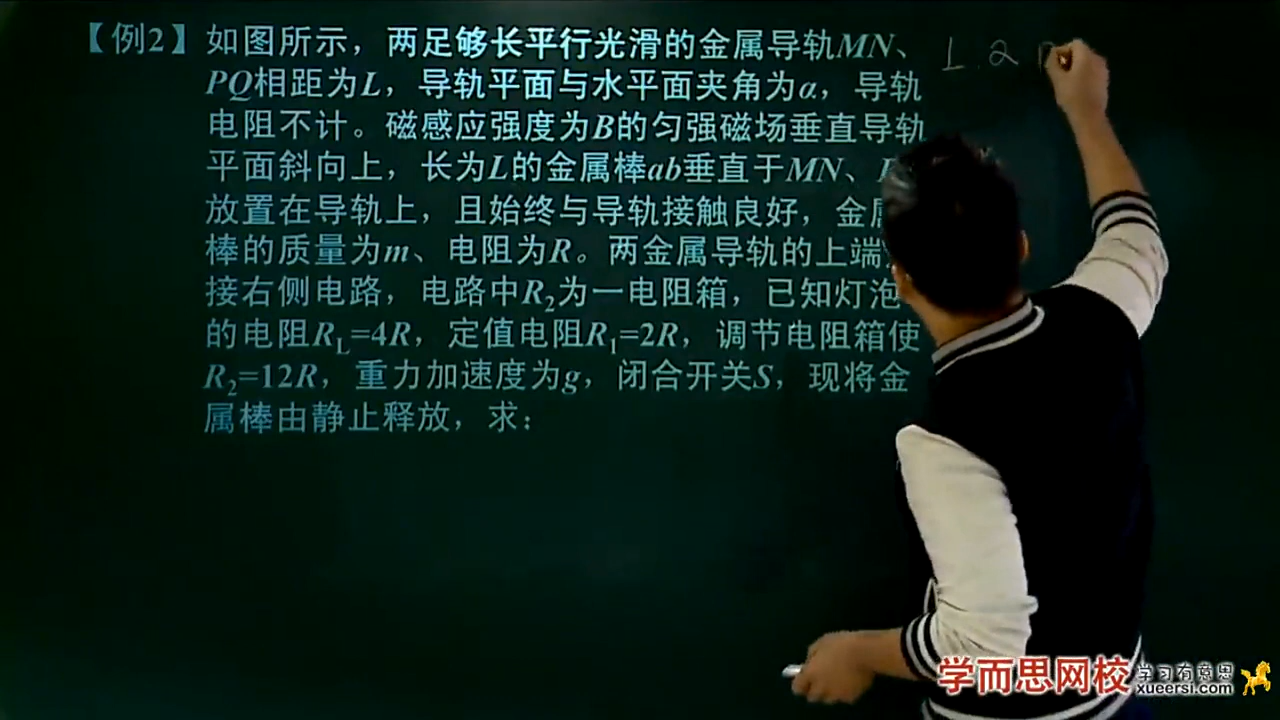 【例2】如图所示，两足够长平行光滑的金属导轨MN、
PQ相距为L，导轨平面与水平面夹角为α，导轨
电阻不计。磁感应强度为B的匀强磁场垂直导轨
平面斜向上，长为L的金属棒ab垂直于MN、
放置在导轨上，且始终与导轨接触良好，金属
棒的质量为m、电阻为R。两金属导轨的上端
接右侧电路，电路中R₂为一电阻箱，已知灯泡
的电阻R_L=4R，定值电阻R₁=2R，调节电阻箱使
R₂=12R，重力加速度为g，闭合开关S，现将金
属棒由静止释放，求：
L.2
学而思网校 学习有意思
xueersi.com